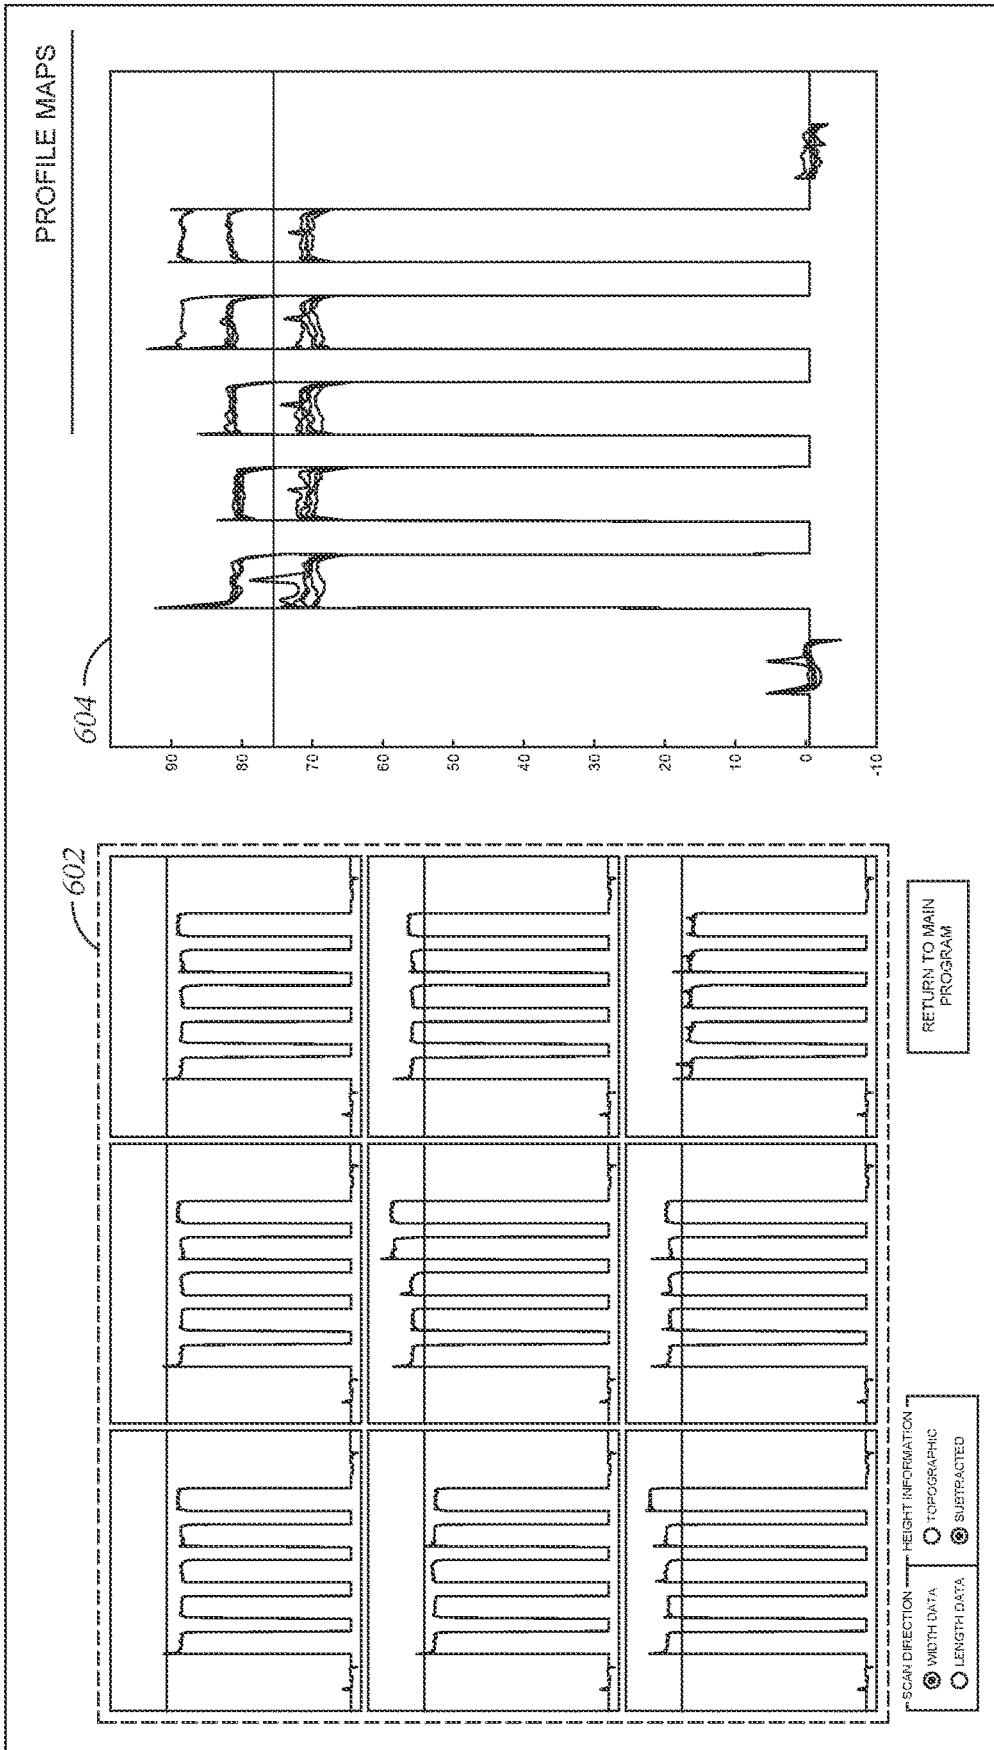 PROFILE MAPS
602
604
90
80
70
60
50
40
30
20
10
0
-10
SCAN DIRECTION
WIDTH DATA
LENGTH DATA
HEIGHT INFORMATION
TOPOGRAPHIC
SUBTRACTED
RETURN TO MAIN
PROGRAM